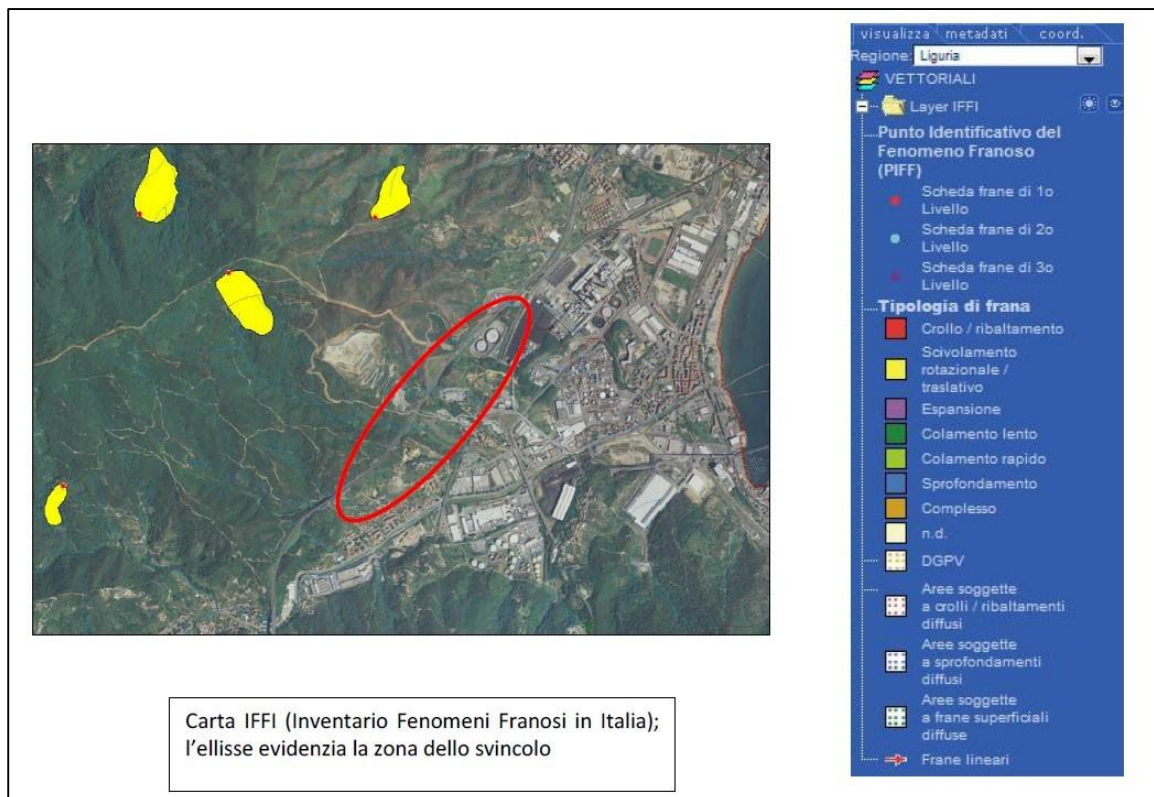 visualizza metadati coord.
Regione: Liguria
VETTORIALI
Layer IFFI
Punto Identificativo del
Fenomeno Franoso
(PIFF)
Scheda frane di 1o
Livello
Scheda frane di 2o
Livello
Scheda frane di 3o
Livello
Tipologia di frana
Crollo / ribaltamento
Scivolamento
rotazionale /
traslativo
Espansione
Colamento lento
Colamento rapido
Sprofondamento
Complesso
n.d.
DGPV
Aree soggette
a crolli / ribaltamenti
diffusi
Aree soggette
a sprofondamenti
diffusi
Aree soggette
a frane superficiali
diffuse
Frane lineari
Carta IFFI (Inventario Fenomeni Franosi in Italia);
l'ellisse evidenzia la zona dello svincolo